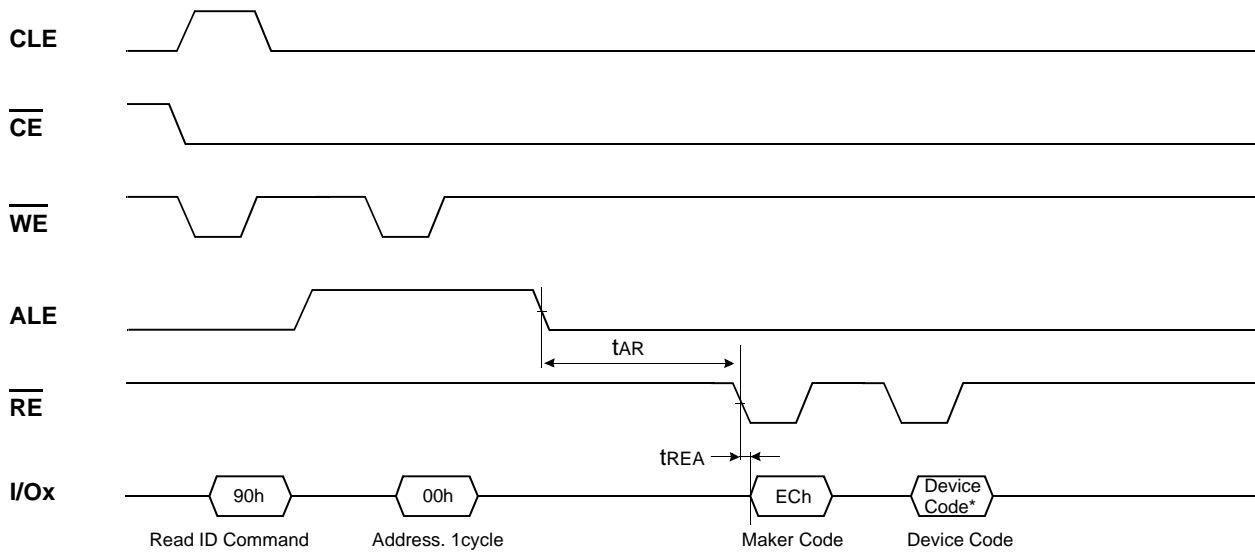 CLE
CE
WE
ALE
tAR
RE
tREA
I/Ox
90h
00h
ECh
Device
Code*
Read ID Command
Address. 1cycle
Maker Code
Device Code